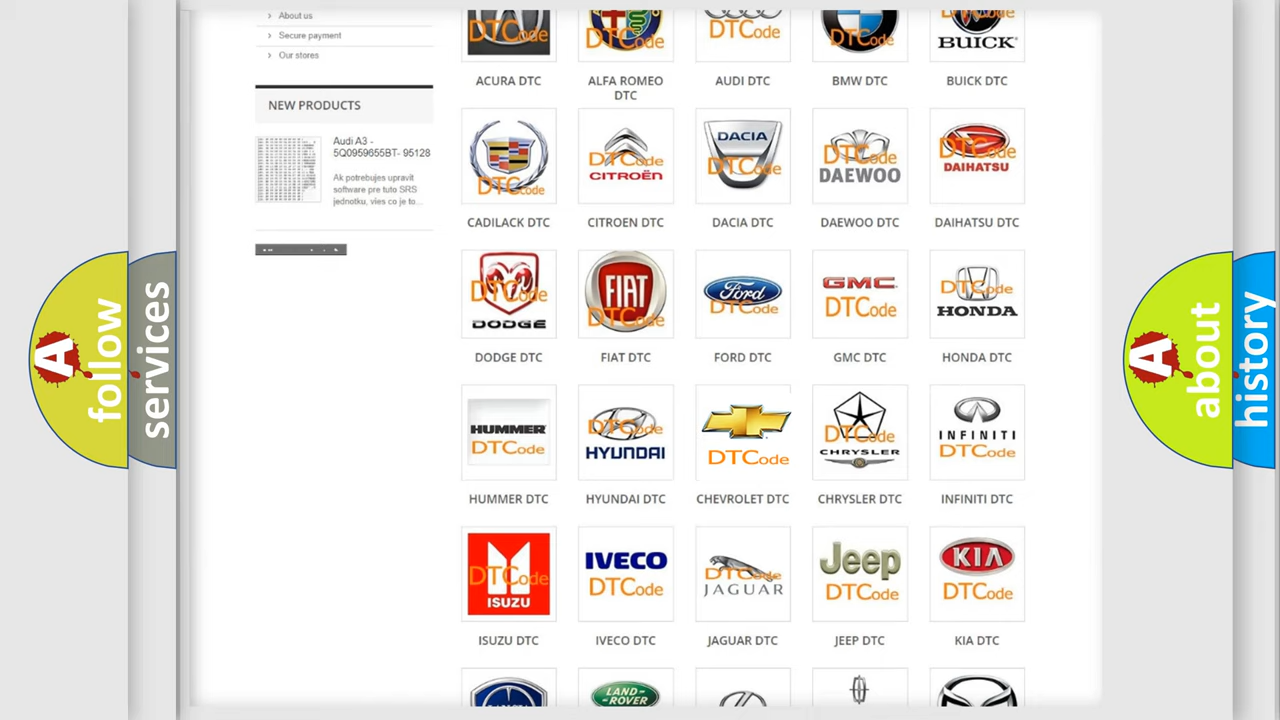 About us
Secure payment
Our stores
NEW PRODUCTS
Audi A3 -
5Q0959655BT- 95128
Ak potrebujes upravit
software pre tuto SRS
jednotku, vies co je to...
DTCode DTCode DTCode DTCode BUICK
ACURA DTC
ALFA ROMEO
DTC
AUDI DTC
BMW DTC
BUICK DTC
DTCode
DTCode
CITROËN
DACIA
DTCode
DTCode
DAEWOO
DTCode
DAIHATSU
CADILACK DTC
CITROEN DTC
DACIA DTC
DAEWOO DTC
DAIHATSU DTC
DTCode
DODGE
FIAT
DTCode
Ford
DTCode
GMC
DTCode
DTCode
HONDA
DODGE DTC
FIAT DTC
FORD DTC
GMC DTC
HONDA DTC
HUMMER
DTCode
DTCode
HYUNDAI
DTCode
DTCode
CHRYSLER
INFINITI
DTCode
HUMMER DTC
HYUNDAI DTC
CHEVROLET DTC
CHRYSLER DTC
INFINITI DTC
DTCode
ISUZU
IVECO
DTCode
DTCode
JAGUAR
Jeep
DTCode
KIA
DTCode
ISUZU DTC
IVECO DTC
JAGUAR DTC
JEEP DTC
KIA DTC
LAND-
ROVER
A
follow
services
A
about
history